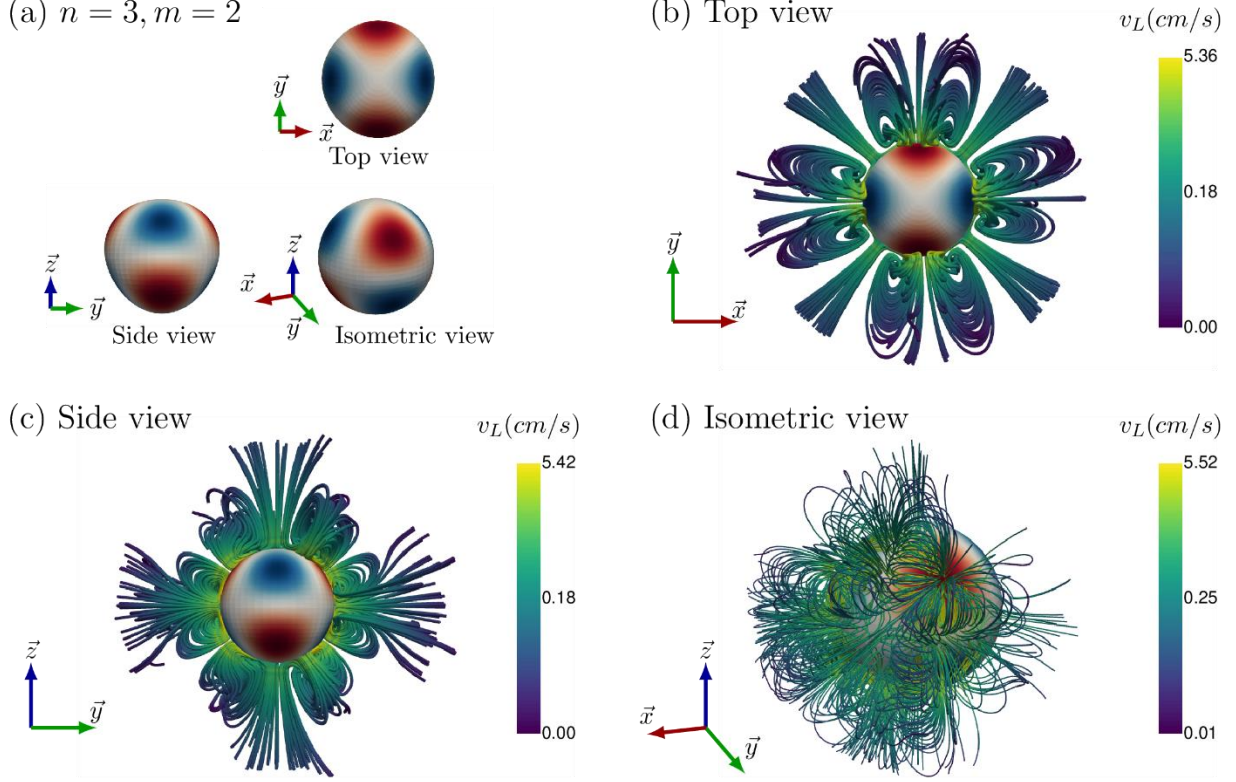 (a) n = 3, m = 2
y⃗
x⃗
Top view
z⃗
y⃗
Side view
z⃗
x⃗
y⃗
Isometric view
(b) Top view
v_L(cm/s)
5.36
0.18
0.00
y⃗
x⃗
(c) Side view
v_L(cm/s)
5.42
0.18
0.00
z⃗
y⃗
(d) Isometric view
v_L(cm/s)
5.52
0.25
0.01
z⃗
x⃗
y⃗